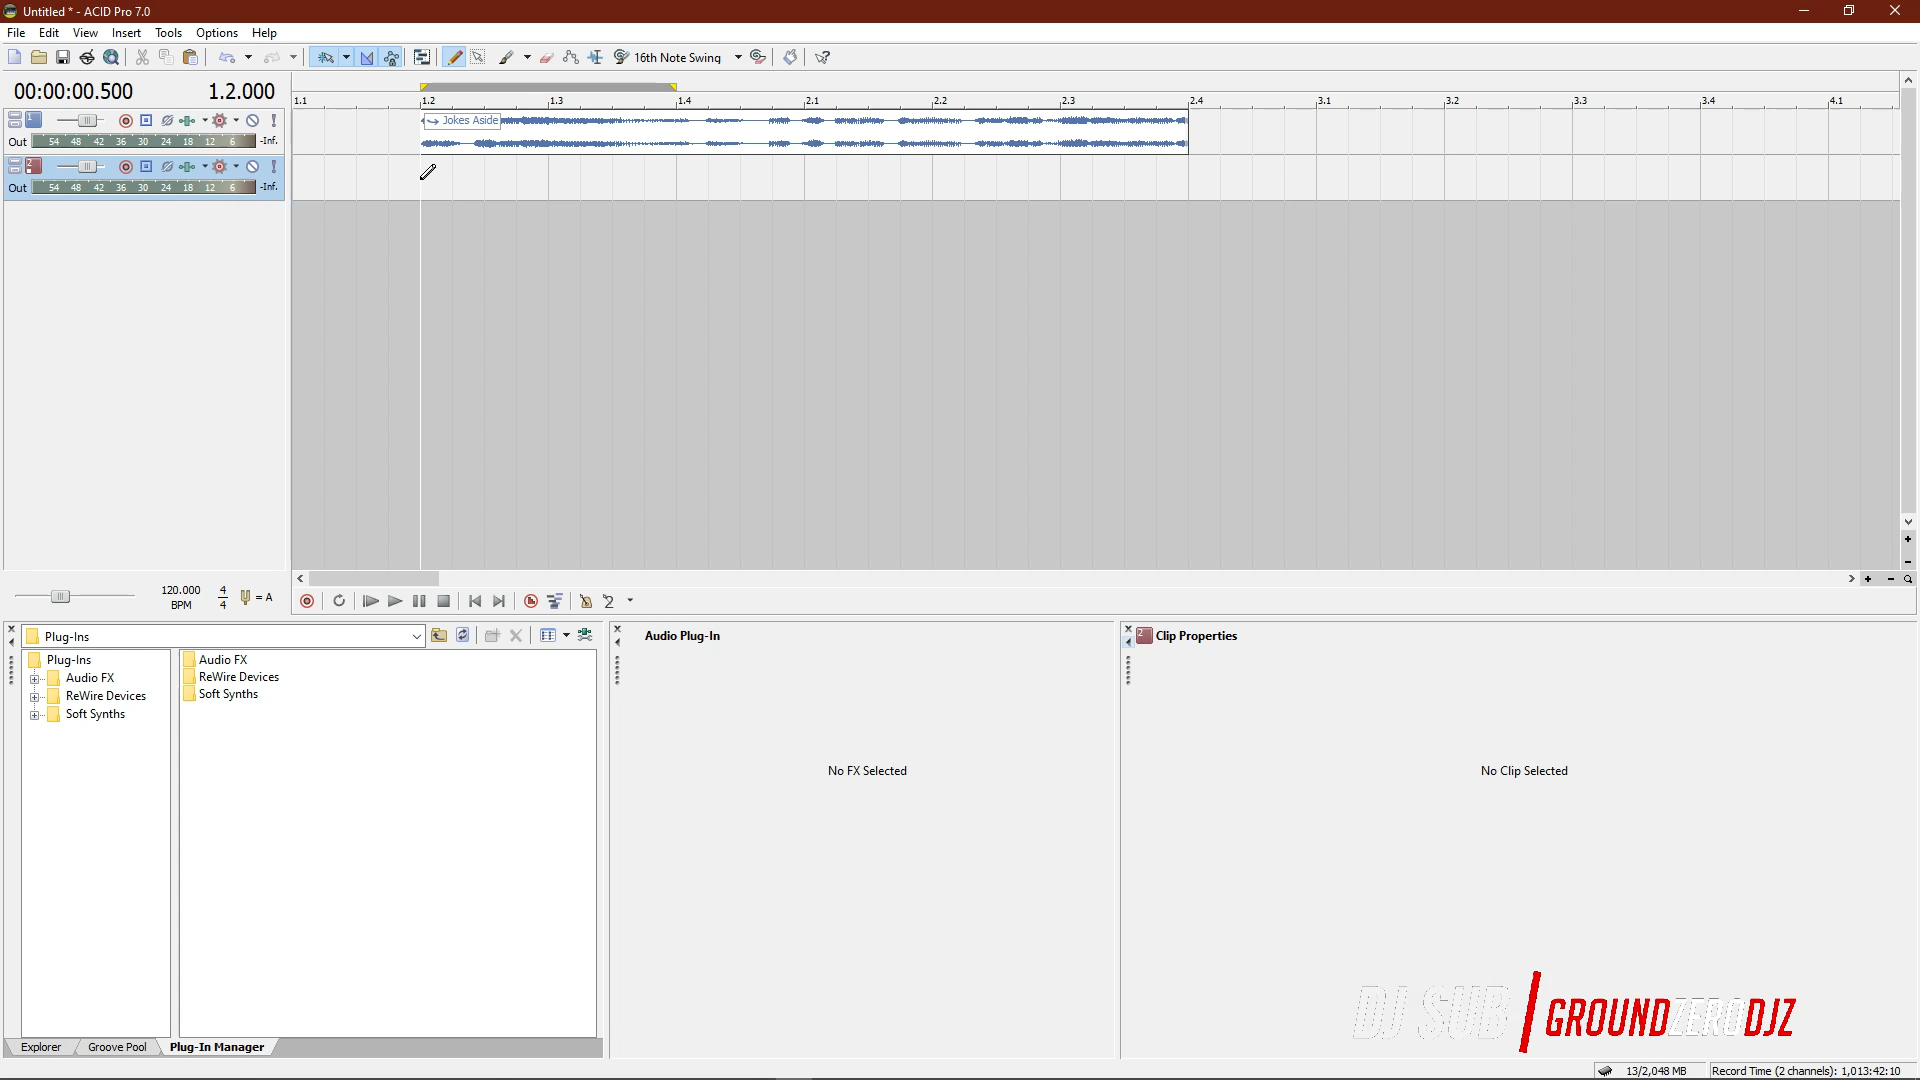 Untitled * - ACID Pro 7.0
File Edit View Insert Tools Options Help
16th Note Swing
00:00:00.500 1.2.000
1.1 1.2 1.3 1.4 2.1 2.2 2.3 2.4 3.1 3.2 3.3 3.4 4.1
1
Jokes Aside
Out 54 48 42 36 30 24 18 12 6 -Inf.
2
Out 54 48 42 36 30 24 18 12 6 -Inf.
120.000 BPM 4/4 = A
Plug-Ins
Audio Plug-In
2 Clip Properties
Plug-Ins
Audio FX
ReWire Devices
Soft Synths
Audio FX
ReWire Devices
Soft Synths
No FX Selected
No Clip Selected
DJ SUB GROUNDZERODJZ
Explorer Groove Pool Plug-In Manager
13/2,048 MB Record Time (2 channels): 1,013:42:10